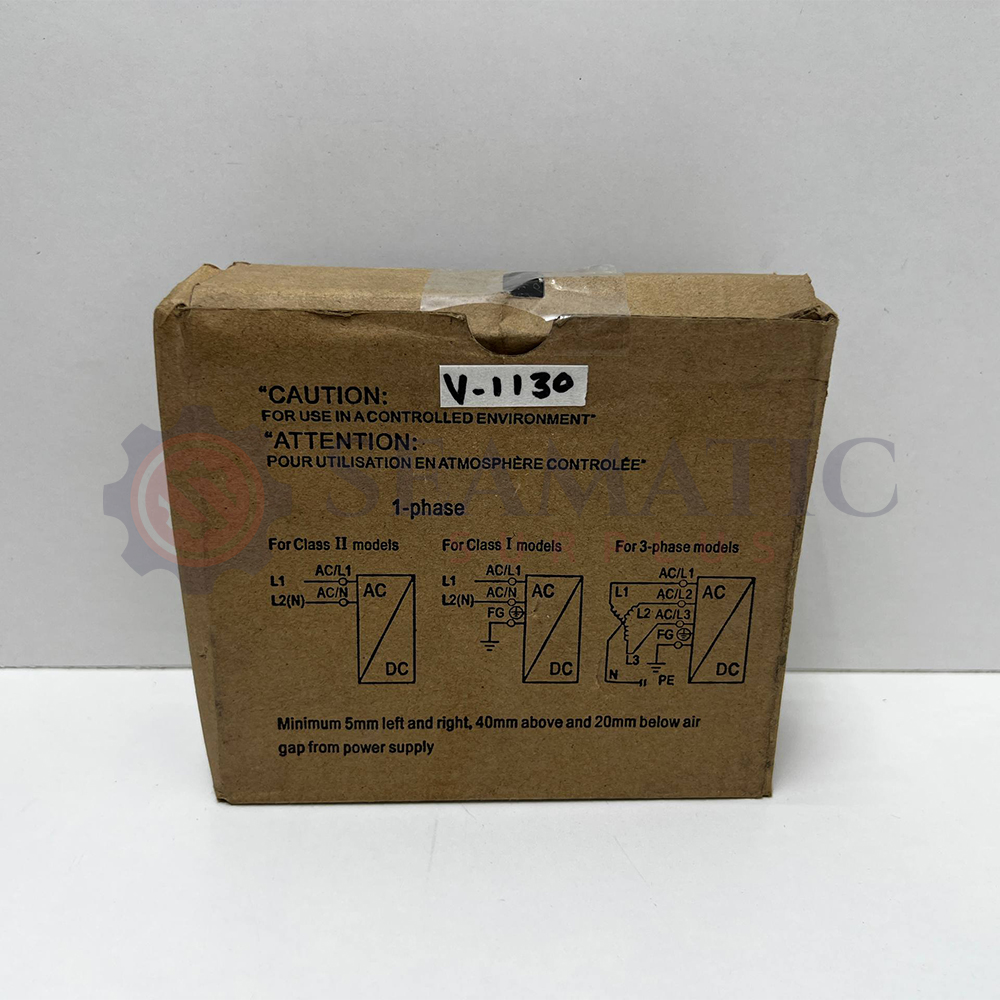 V-1130
"CAUTION:
FOR USE IN A CONTROLLED ENVIRONMENT"
"ATTENTION:
POUR UTILISATION EN ATMOSPHÈRE CONTROLÉE"
SEAMATIC
1-phase
For Class II models
L1
AC/L1
L2(N)
AC/N
AC
DC
For Class I models
L1
AC/L1
L2(N)
AC/N
FG
AC
DC
For 3-phase models
L1
AC/L1
L2
AC/L2
AC/L3
FG
L3
N
PE
AC
DC
Minimum 5mm left and right, 40mm above and 20mm below air
gap from power supply